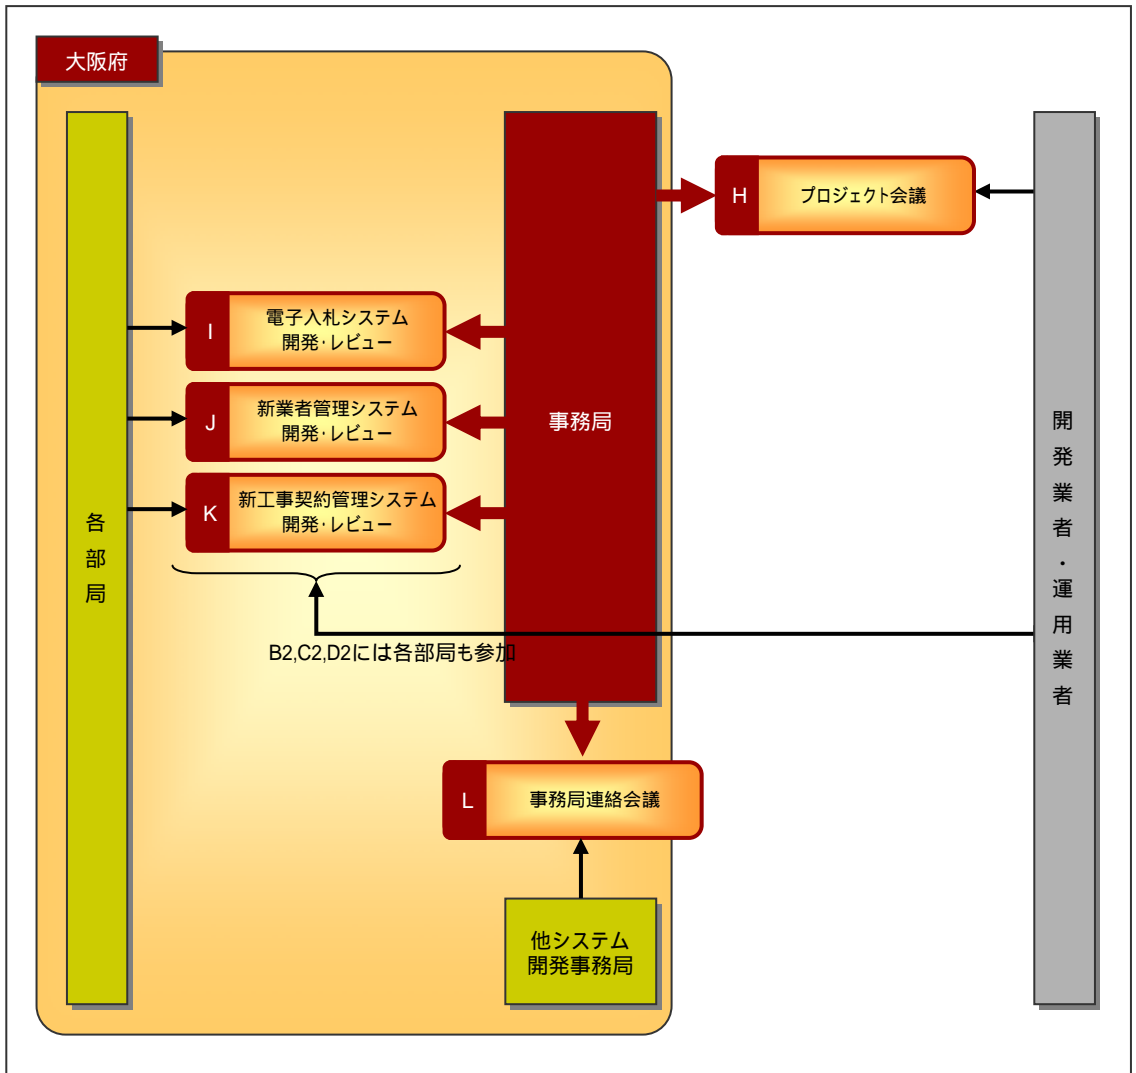 大阪府
H
プロジェクト会議
I
電子入札システム
開発・レビュー
J
新業者管理システム
開発・レビュー
K
新工事契約管理システム
開発・レビュー
事務局
各部局
開発業者・運用業者
B2,C2,D2には各部局も参加
L
事務局連絡会議
他システム
開発事務局